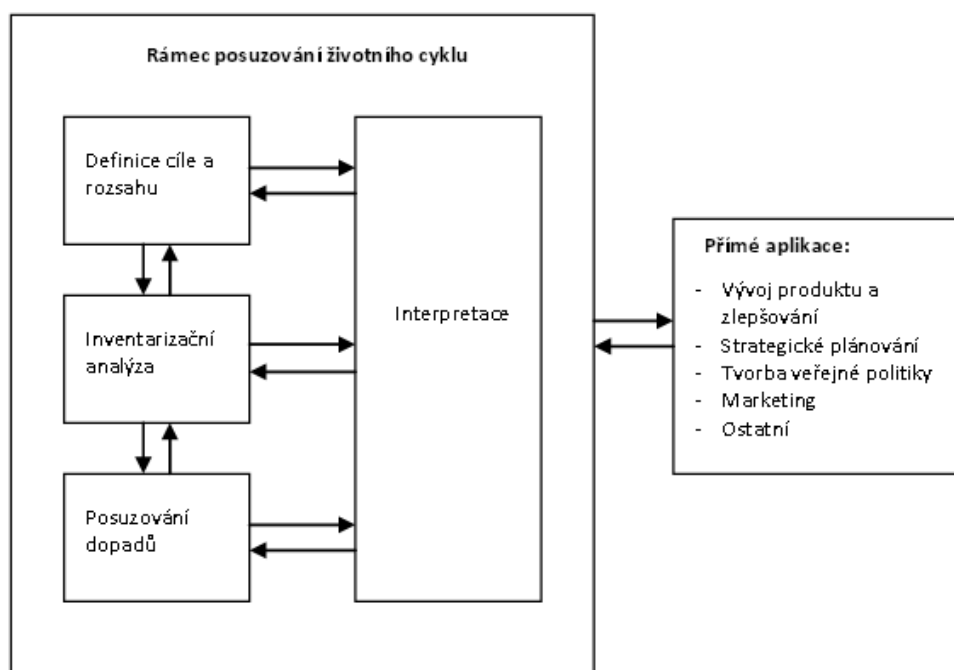 Rámec posuzování životního cyklu
Definice cíle a
rozsahu
Inventarizační
analýza
Posuzování
dopadů
Interpretace
Přímé aplikace:
- Vývoj produktu a
zlepšování
- Strategické plánování
- Tvorba veřejné politiky
- Marketing
- Ostatní